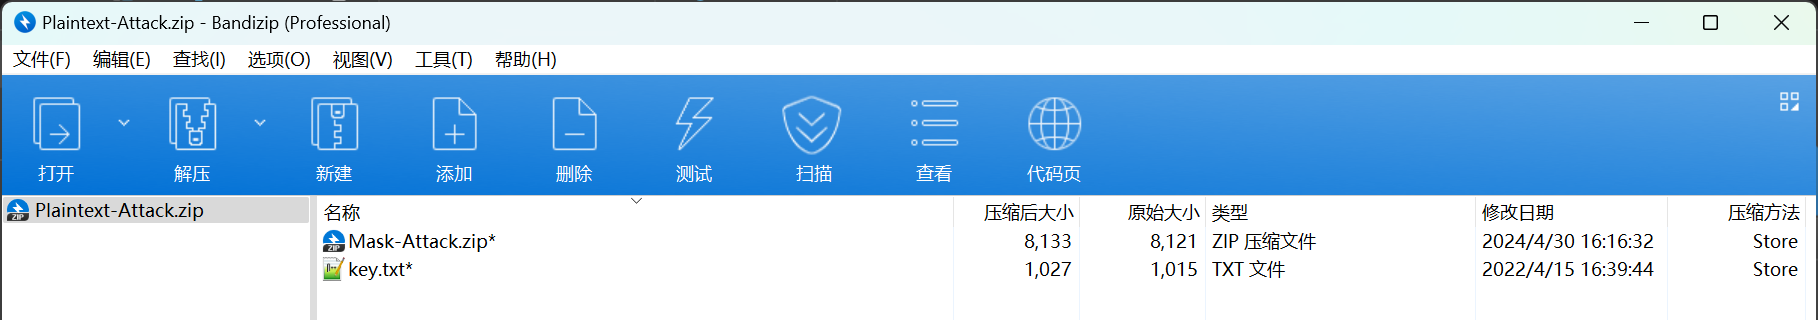 Plaintext-Attack.zip - Bandizip (Professional)
文件(F) 编辑(E) 查找(I) 选项(O) 视图(V) 工具(T) 帮助(H)
打开 解压 新建 添加 删除 测试 扫描 查看 代码页
Plaintext-Attack.zip
名称 压缩后大小 原始大小 类型 修改日期 压缩方法
Mask-Attack.zip* 8,133 8,121 ZIP 压缩文件 2024/4/30 16:16:32 Store
key.txt* 1,027 1,015 TXT 文件 2022/4/15 16:39:44 Store